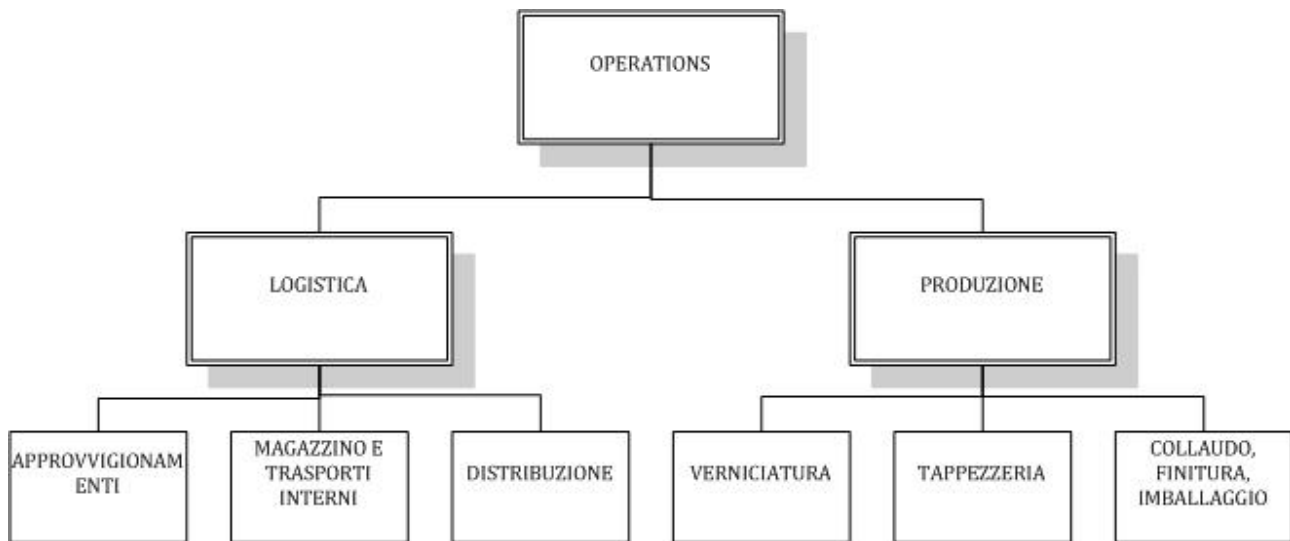 OPERATIONS
LOGISTICA
PRODUZIONE
APPROVVIGIONAM
ENTI
MAGAZZINO E
TRASPORTI
INTERNI
DISTRIBUZIONE
VERNICIATURA
TAPPEZZERIA
COLLAUDO,
FINITURA,
IMBALLAGGIO